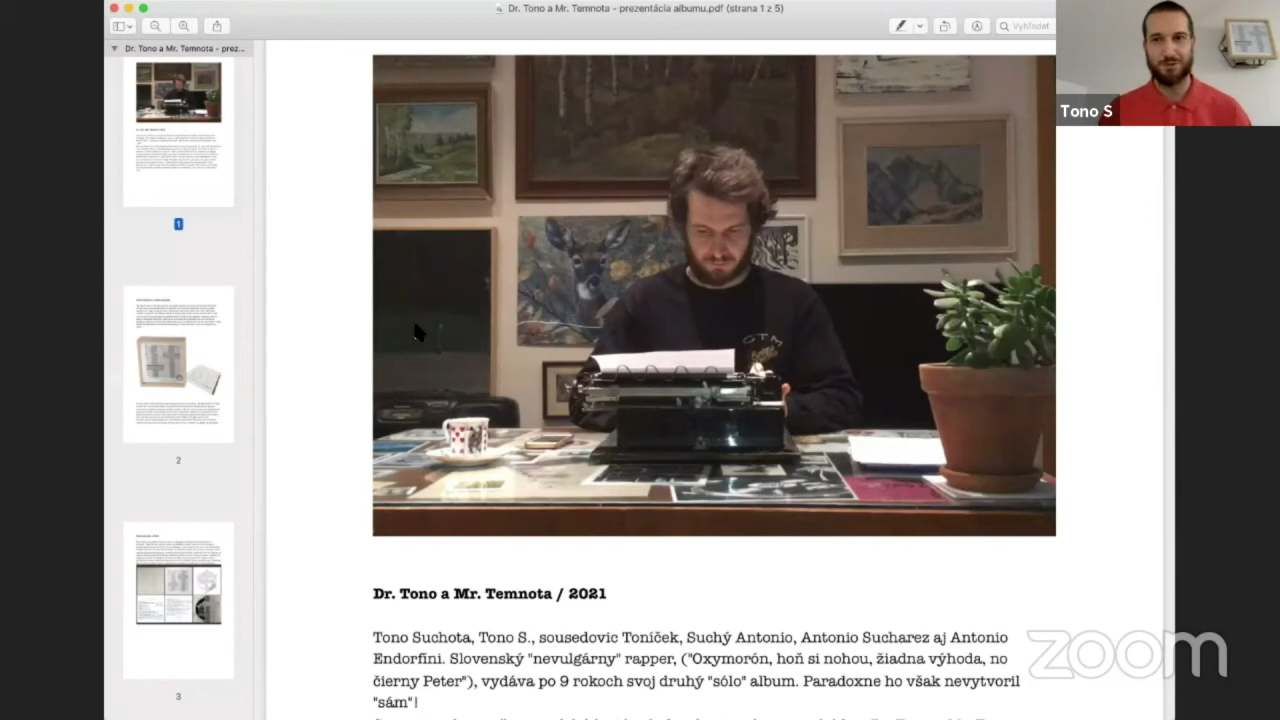 Dr. Tono a Mr. Temnota - prezentácia albumu.pdf (strana 1 z 5)
Vyhľadať
Dr. Tono a Mr. Temnota - prez...
Tono S
1
2
3
CTM
Dr. Tono a Mr. Temnota / 2021
Tono Suchota, Tono S., sousedovic Toníček, Suchý Antonio, Antonio Sucharez aj Antonio
Endorfini. Slovenský "nevulgárny" rapper, ("Oxymorón, hoň si nohou, žiadna výhoda, no
čierny Peter"), vydáva po 9 rokoch svoj druhý "sólo" album. Paradoxne ho však nevytvoril
"sám"!
zoom